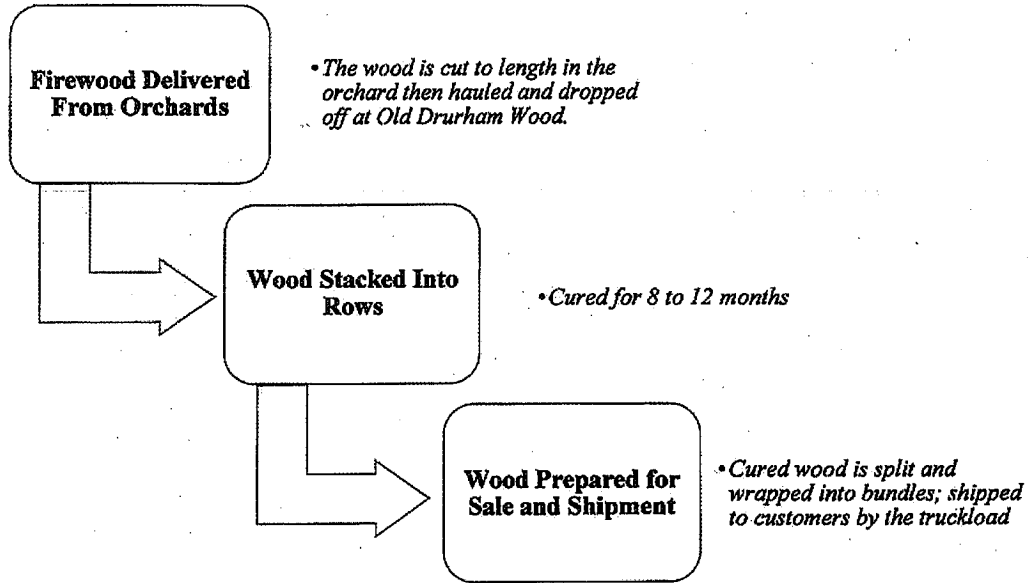 Firewood Delivered
From Orchards
• The wood is cut to length in the
orchard then hauled and dropped
off at Old Drurham Wood.
Wood Stacked Into
Rows
• Cured for 8 to 12 months
Wood Prepared for
Sale and Shipment
• Cured wood is split and
wrapped into bundles; shipped
to customers by the truckload